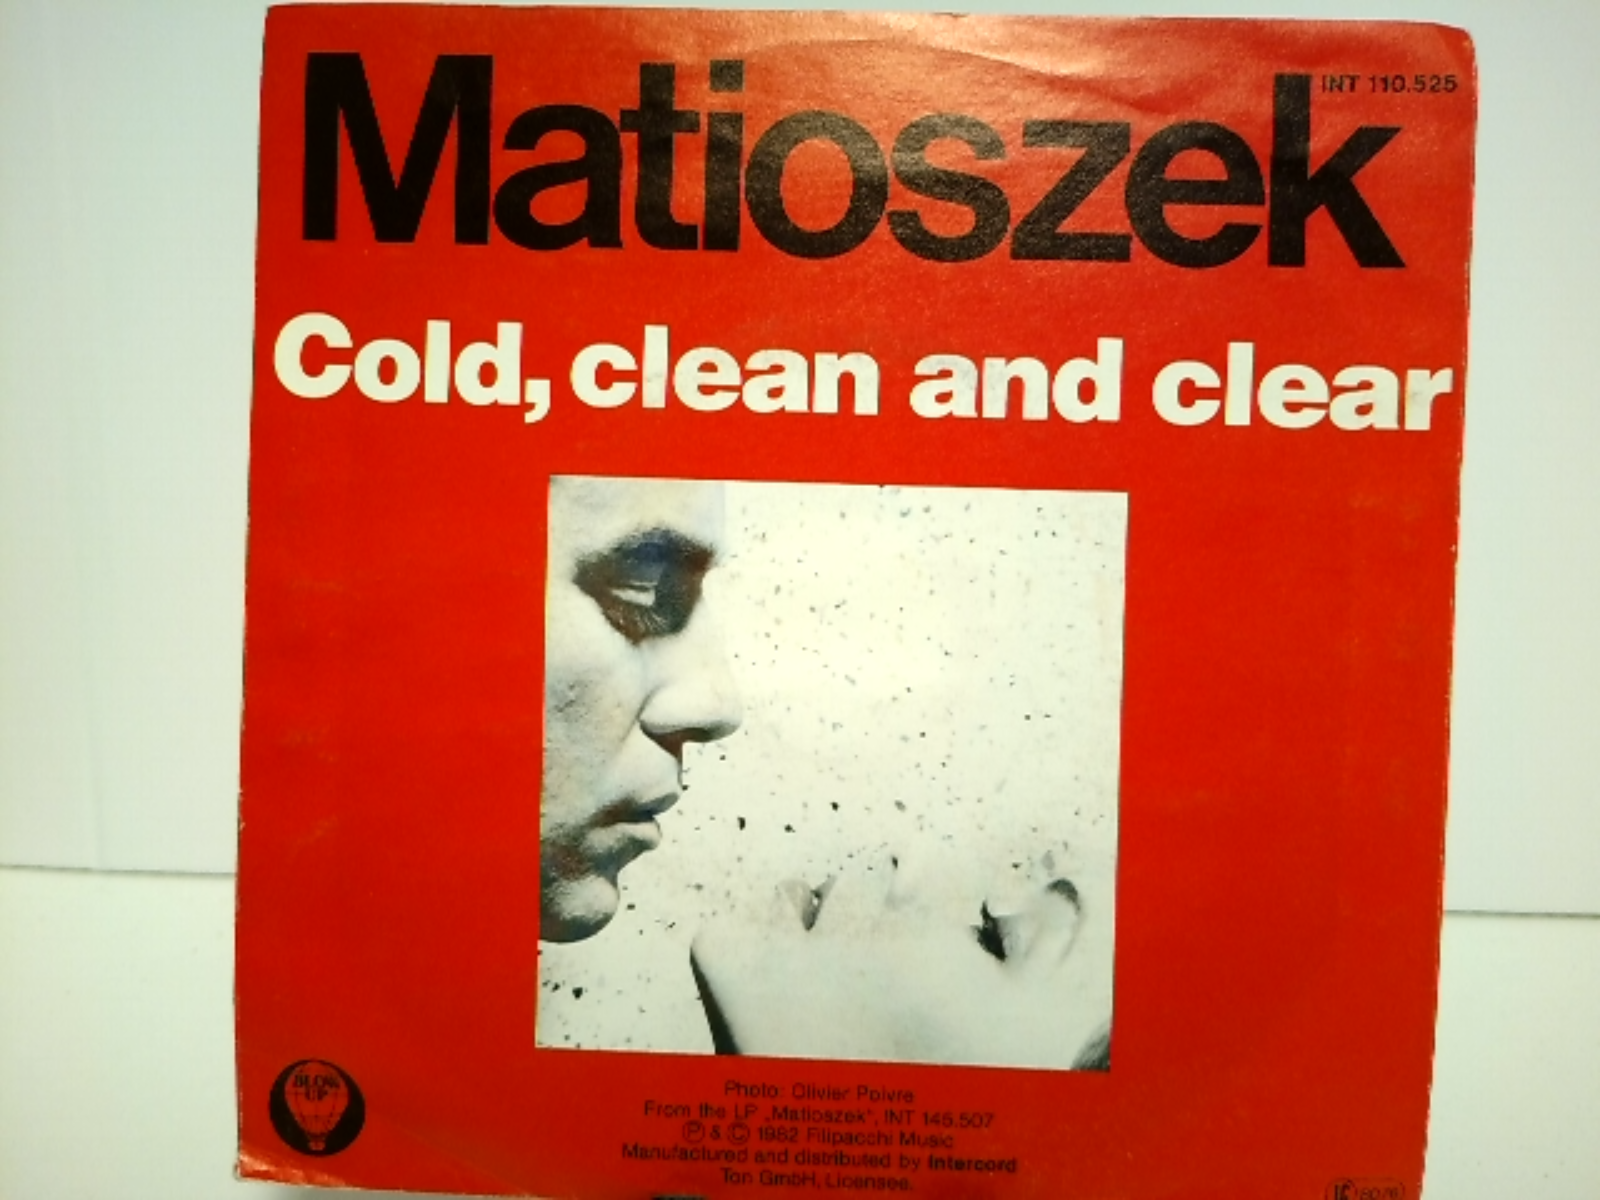 INT 110.525
Matioszek
Cold, clean and clear
BLOW
UP
Photo: Olivier Poivre
From the LP „Matioszek“, INT 145.507
Ⓟ & © 1982 Filipacchi Music
Manufactured and distributed by Intercord
Ton GmbH, Licensee.